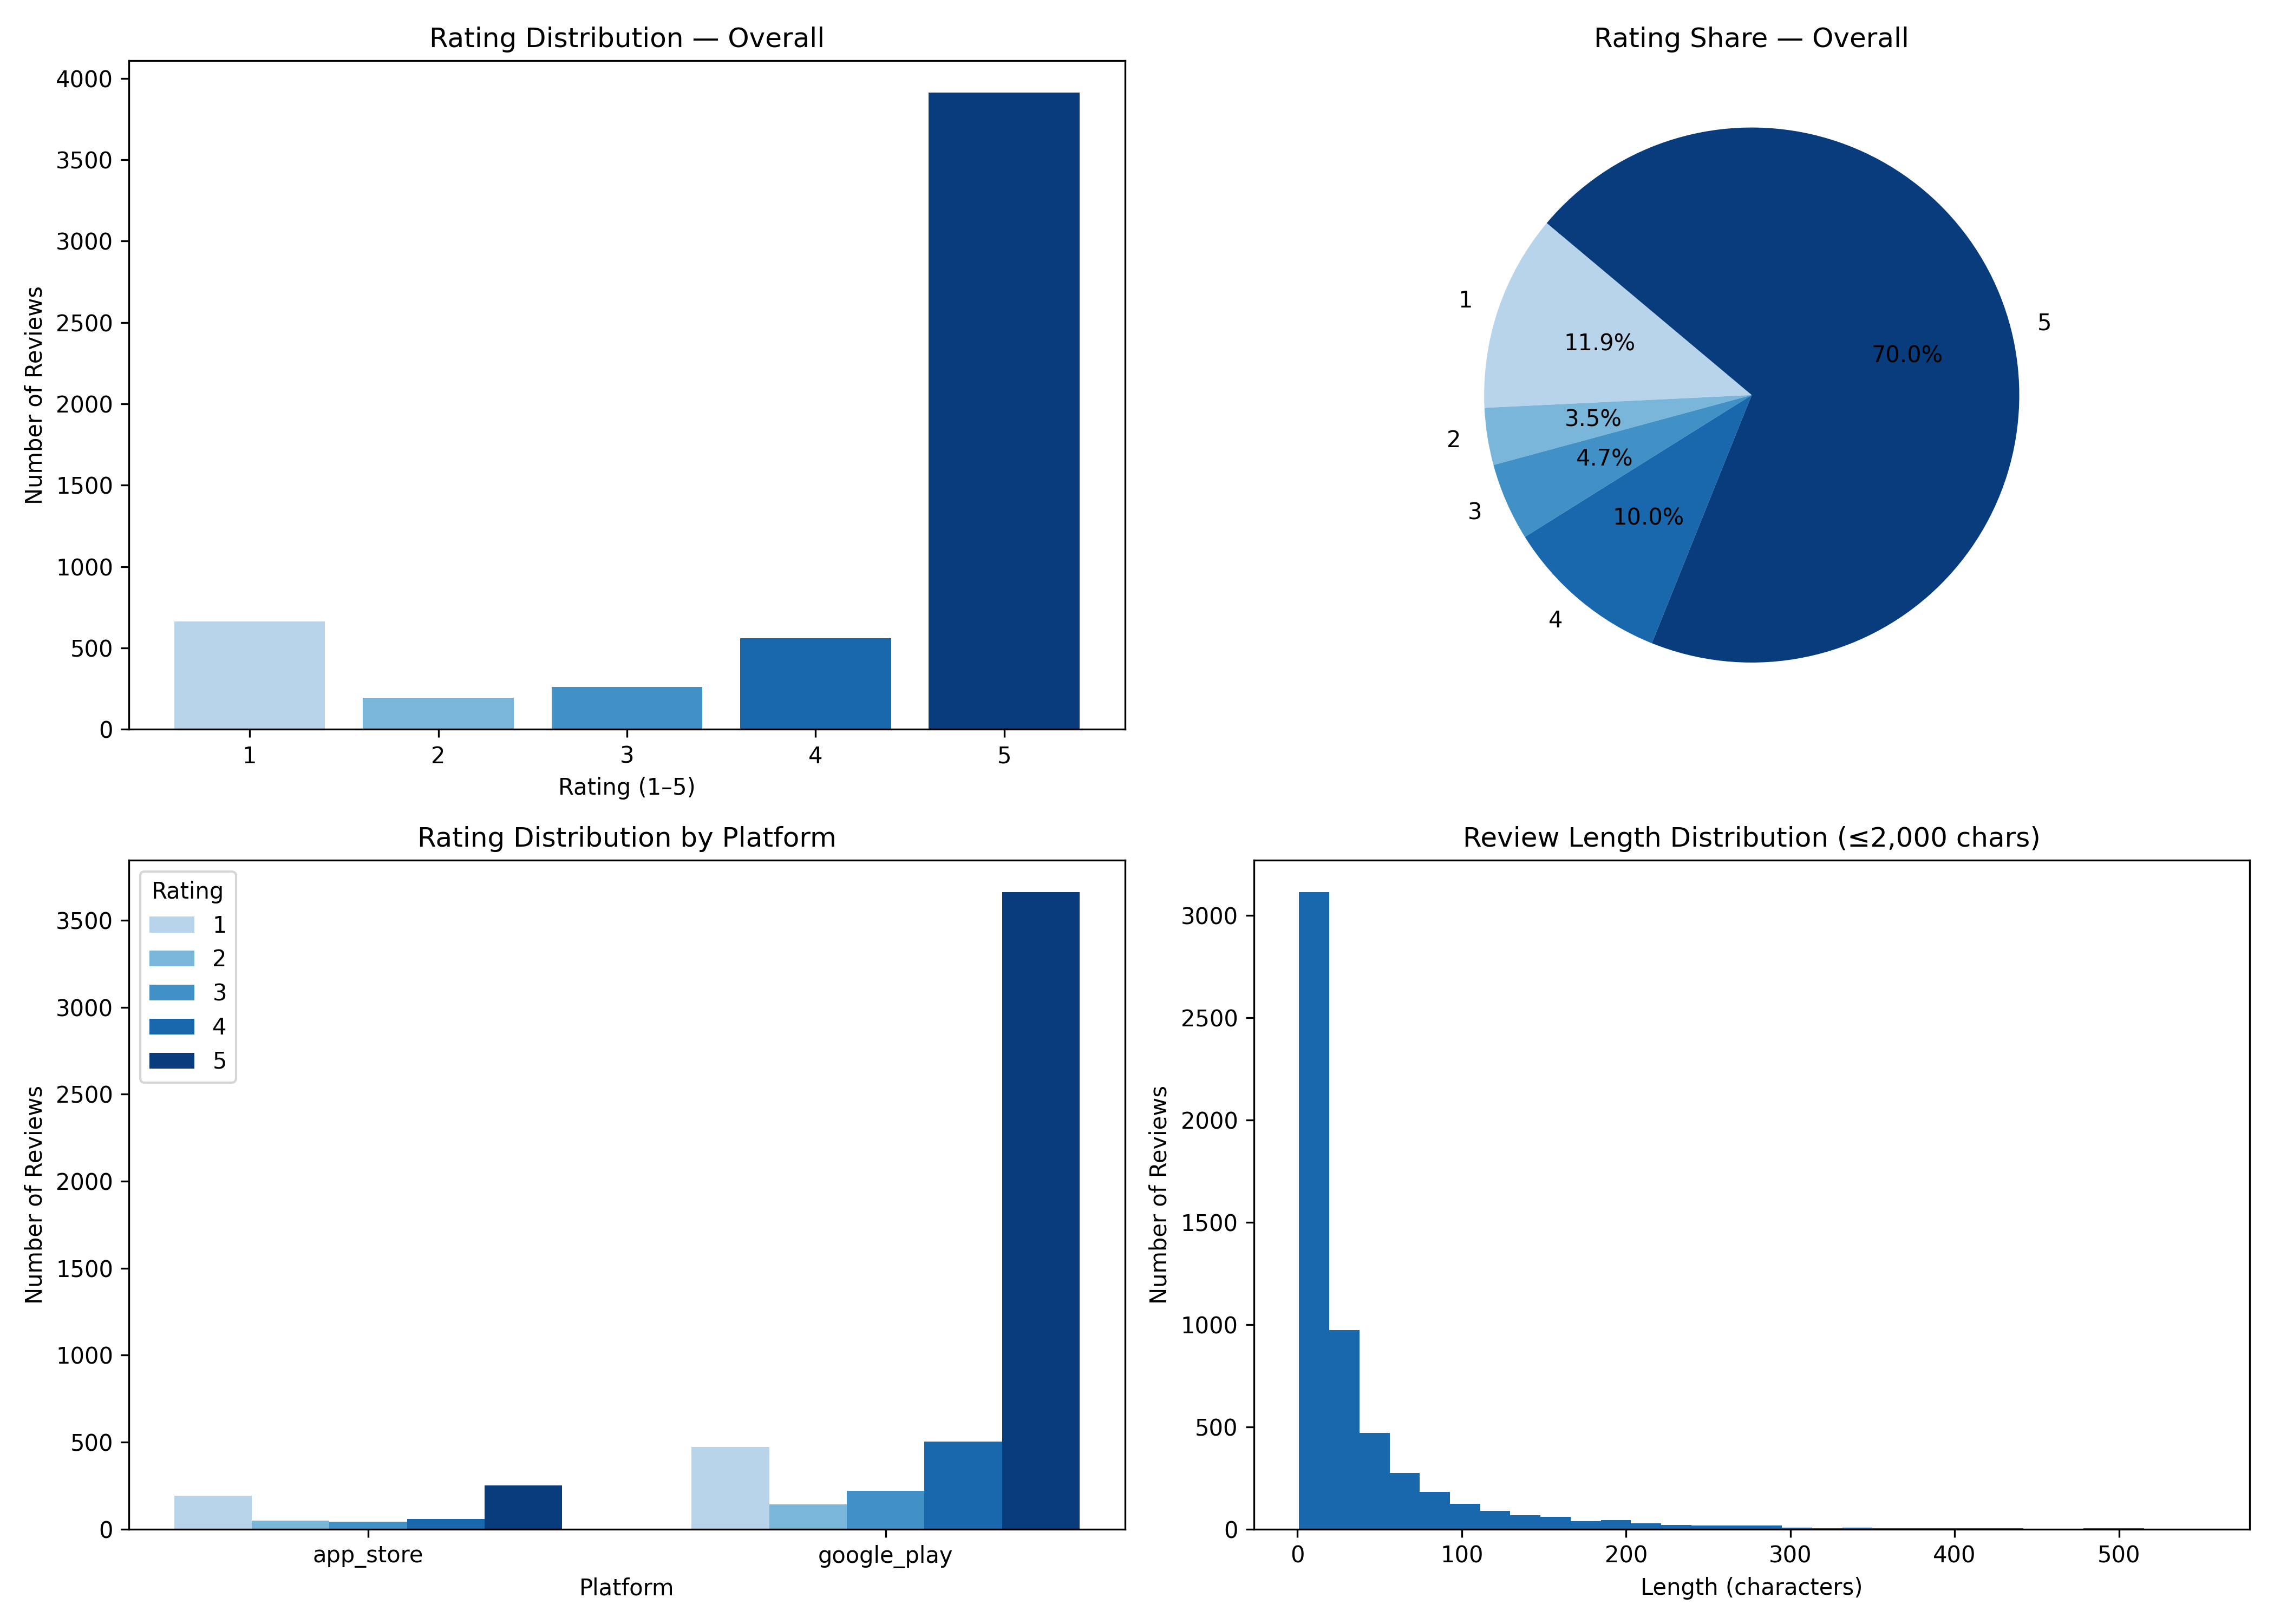 Rating Distribution — Overall
4000
3500
3000
2500
2000
1500
1000
500
0
Number of Reviews
1 2 3 4 5
Rating (1–5)
Rating Share — Overall
1
11.9%
2
3.5%
3
4.7%
4
10.0%
5
70.0%
Rating Distribution by Platform
Rating
1
2
3
4
5
3500
3000
2500
2000
1500
1000
500
0
Number of Reviews
app_store google_play
Platform
Review Length Distribution (≤2,000 chars)
3000
2500
2000
1500
1000
500
0
Number of Reviews
0 100 200 300 400 500
Length (characters)